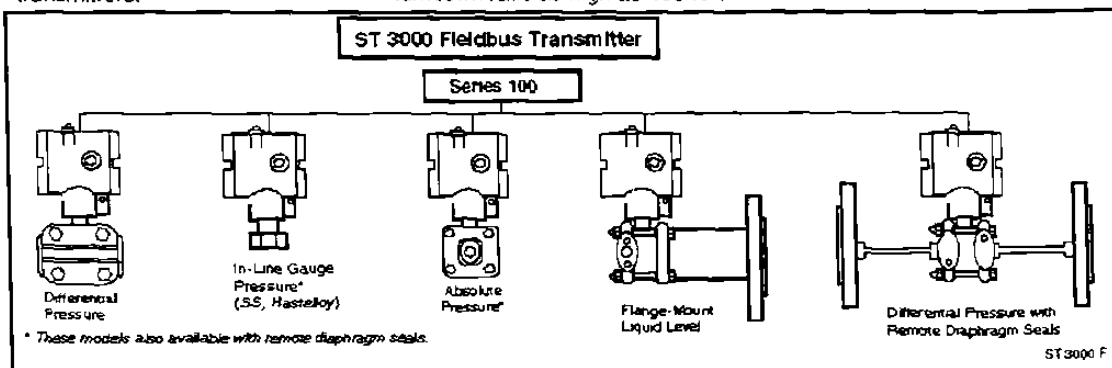 ST 3000 Fieldbus Transmitter
Series 100
Differential
Pressure
In-Line Gauge
Pressure*
(SS, Hastelloy)
Absolute
Pressure*
Flange-Mount
Liquid Level
Differential Pressure with
Remote Diaphragm Seals
* These models also available with remote diaphragm seals.
ST 3000 F